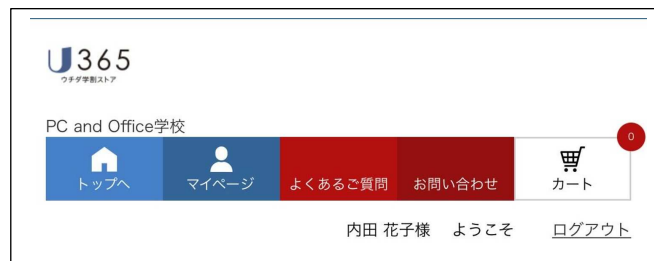 U365
ウチダ学割ストア
PC and Office学校
0
トップへ マイページ よくあるご質問 お問い合わせ カート
内田 花子様 ようこそ ログアウト